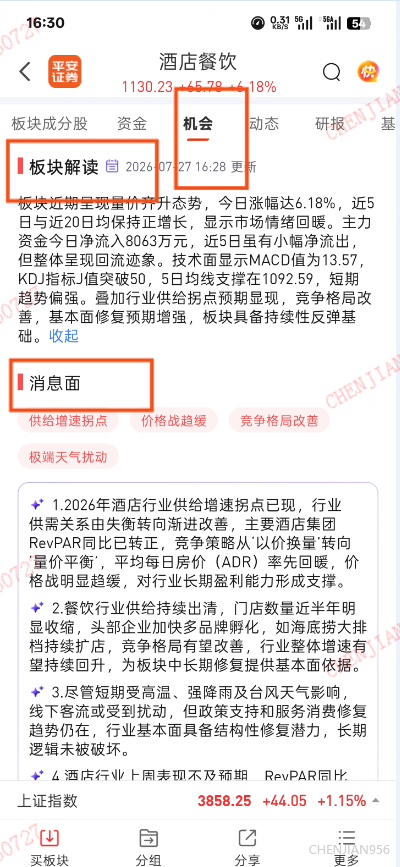 16:30
0.31 KB/S 5G 5GA 54
平安证券
酒店餐饮
1130.23 +65.78 +6.18%
快
板块成分股 资金 机会 动态 研报 基
板块解读 2026-07-27 16:28 更新
板块近期呈现量价齐升态势，今日涨幅达6.18%，近5
日与近20日均保持正增长，显示市场情绪回暖。主力
资金今日净流入8063万元，近5日虽有小幅净流出，
但整体呈现回流迹象。技术面显示MACD值为13.57，
KDJ指标J值突破50，5日均线支撑在1092.59，短期
趋势偏强。叠加行业供给拐点预期显现，竞争格局改
善，基本面修复预期增强，板块具备持续性反弹基
础。收起
消息面
供给增速拐点 价格战趋缓 竞争格局改善
极端天气扰动
1.2026年酒店行业供给增速拐点已现，行业
供需关系由失衡转向渐进改善，主要酒店集团
RevPAR同比已转正，竞争策略从'以价换量'转向
'量价平衡'，平均每日房价（ADR）率先回暖，价
格战明显趋缓，对行业长期盈利能力形成支撑。
2.餐饮行业供给持续出清，门店数量近半年明
显收缩，头部企业加快多品牌孵化，如海底捞大排
档持续扩店，竞争格局有望改善，行业整体增速有
望持续回升，为板块中长期修复提供基本面依据。
3.尽管短期受高温、强降雨及台风天气影响，
线下客流或受到扰动，但政策支持和服务消费修复
趋势仍在，行业基本面具备结构性修复潜力，长期
逻辑未被破坏。
4.酒店行业上周表现不及预期，RevPAR同比
上证指数 3858.25 +44.05 +1.15%
买板块 分组 分享 更多
CHENJIAN956